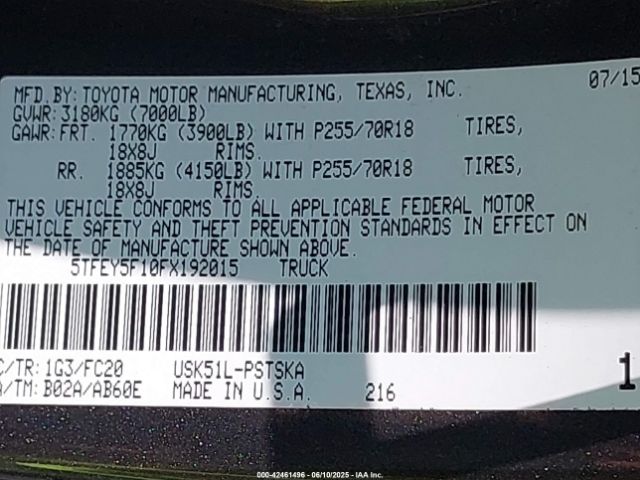 MFD. BY: TOYOTA MOTOR MANUFACTURING, TEXAS, INC. 07/15
GVWR: 3180KG (7000LB)
GAWR: FRT. 1770KG (3900LB) WITH P255/70R18 TIRES,
18X8J RIMS.
RR. 1885KG (4150LB) WITH P255/70R18 TIRES,
18X8J RIMS.
THIS VEHICLE CONFORMS TO ALL APPLICABLE FEDERAL MOTOR
VEHICLE SAFETY AND THEFT PREVENTION STANDARDS IN EFFECT ON
THE DATE OF MANUFACTURE SHOWN ABOVE.
5TFEY5F10FX192015 TRUCK
C/TR: 1G3/FC20 USK51L-PSTSKA 1
A/TM: B02A/AB60E MADE IN U.S.A. 216
000-42461496 - 06/10/2025 - IAA Inc.